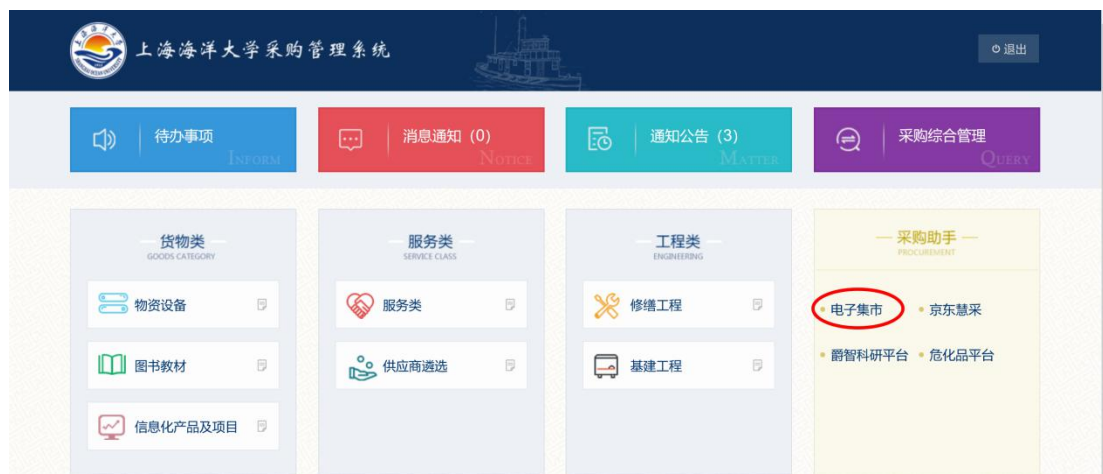 上海海洋大学采购管理系统
退出
待办事项
INFORM
消息通知（0）
NOTICE
通知公告（3）
MATTER
采购综合管理
QUERY
货物类
GOODS CATEGORY
物资设备
图书教材
信息化产品及项目
服务类
SERVICE CLASS
服务类
供应商遴选
工程类
ENGINEERING
修缮工程
基建工程
采购助手
PROCUREMENT
电子集市
京东慧采
爵智科研平台
危化品平台